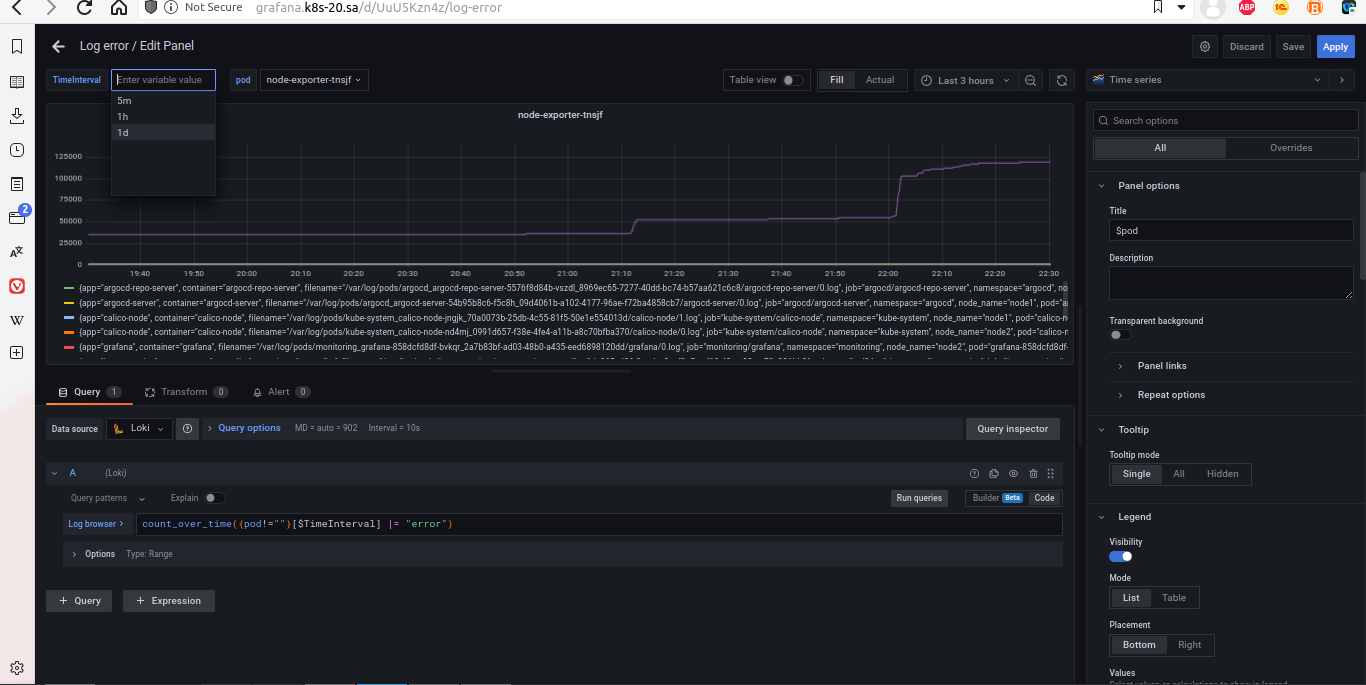 Not Secure grafana.k8s-20.sa/d/UuU5Kzn4z/log-error ABP
Log error / Edit Panel Discard Save Apply
TimeInterval Enter variable value pod node-exporter-tnsjf Table view Fill Actual Last 3 hours Time series
5m
1h
1d
node-exporter-tnsjf
125000
100000
75000
50000
25000
0
19:40 19:50 20:00 20:10 20:20 20:30 20:40 20:50 21:00 21:10 21:20 21:30 21:40 21:50 22:00 22:10 22:20 22:30
{app="argocd-repo-server", container="argocd-repo-server", filename="/var/log/pods/argocd_argocd-repo-server-5576f8d84b-vszdl_8969ec65-7277-40dd-bc74-b57aa621c6c8/argocd-repo-server/0.log", job="argocd/argocd-repo-server", namespace="argocd",
{app="argocd-server", container="argocd-server", filename="/var/log/pods/argocd_argocd-server-54b95b8c6-f5c8h_09d4061b-a102-4177-96ae-f72ba4858cb7/argocd-server/0.log", job="argocd/argocd-server", namespace="argocd", node_name="node1", pod="a
{app="calico-node", container="calico-node", filename="/var/log/pods/kube-system_calico-node-jngjk_70a0073b-25db-4c55-81f5-50e1e554013d/calico-node/1.log", job="kube-system/calico-node", namespace="kube-system", node_name="node1", pod="calico-n
{app="calico-node", container="calico-node", filename="/var/log/pods/kube-system_calico-node-nd4mj_0991d657-f38e-4fe4-a11b-a8c70bfba370/calico-node/0.log", job="kube-system/calico-node", namespace="kube-system", node_name="node2", pod="calico-n
{app="grafana", container="grafana", filename="/var/log/pods/monitoring_grafana-858dcfd8df-bvkqr_2a7b83bf-ad03-48b0-a435-eed6898120dd/grafana/0.log", job="monitoring/grafana", namespace="monitoring", node_name="node2", pod="grafana-858dcfd8df-
Query 1 Transform 0 Alert 0
Data source Loki Query options MD = auto = 902 Interval = 10s Query inspector
A (Loki)
Query patterns Explain Run queries Builder Beta Code
Log browser count_over_time({pod!=""}[$TimeInterval] |= "error")
Options Type: Range
+ Query + Expression
Search options
All Overrides
Panel options
Title
$pod
Description
Transparent background
Panel links
Repeat options
Tooltip
Tooltip mode
Single All Hidden
Legend
Visibility
Mode
List Table
Placement
Bottom Right
Values
2
W